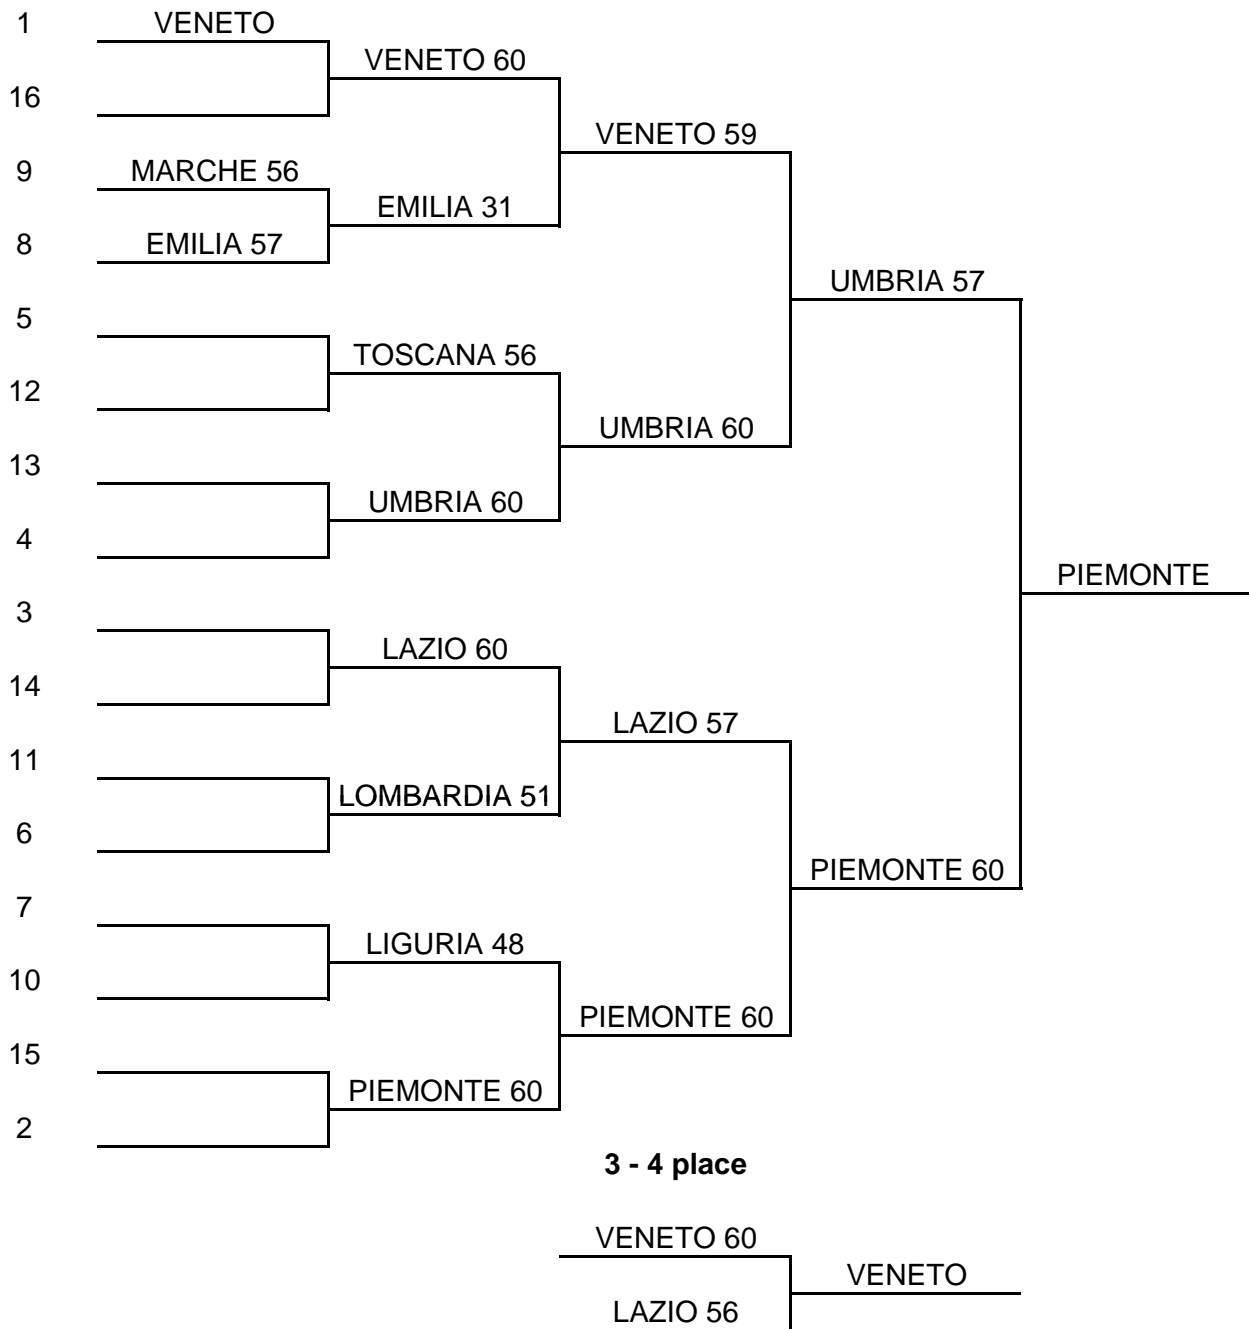 1 VENETO
VENETO 60
16
VENETO 59
9 MARCHE 56
EMILIA 31
8 EMILIA 57
UMBRIA 57
5
TOSCANA 56
12
UMBRIA 60
13
UMBRIA 60
4
PIEMONTE
3
LAZIO 60
14
LAZIO 57
11
LOMBARDIA 51
6
PIEMONTE 60
7
LIGURIA 48
10
PIEMONTE 60
15
PIEMONTE 60
2
3 - 4 place
VENETO 60
VENETO
LAZIO 56